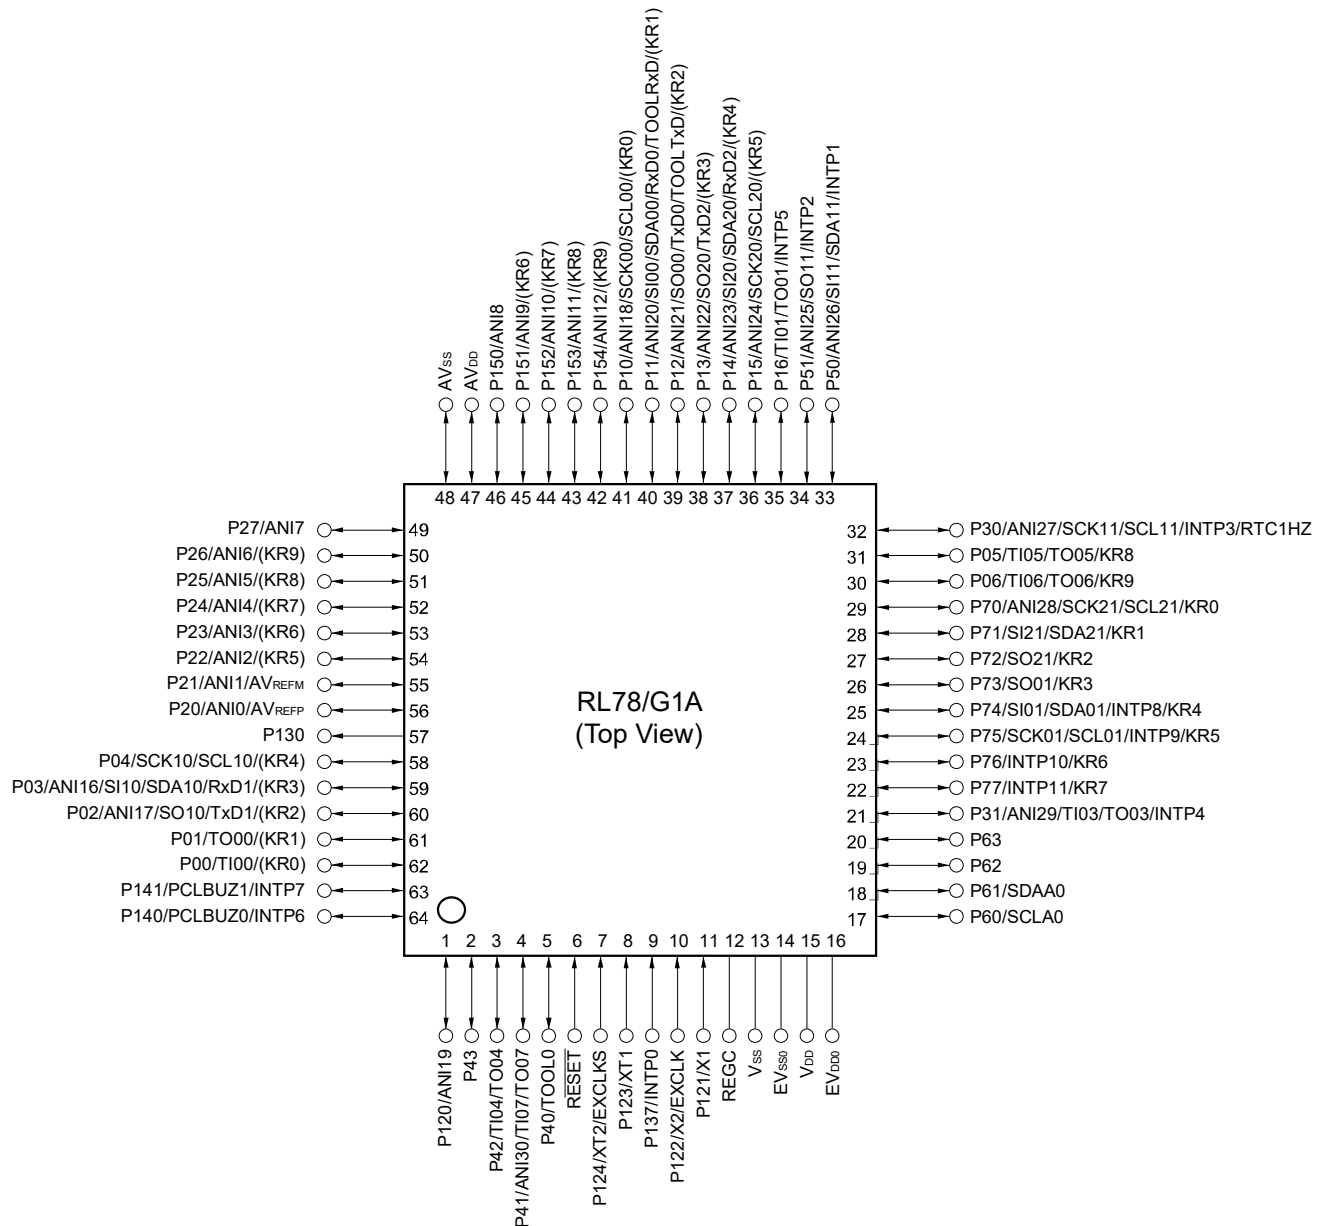 AVSS
AVDD
P150/ANI8
P151/ANI9/(KR6)
P152/ANI10/(KR7)
P153/ANI11/(KR8)
P154/ANI12/(KR9)
P10/ANI18/SCK00/SCL00/(KR0)
P11/ANI20/SI00/SDA00/RxD0/TOOLRxD/(KR1)
P12/ANI21/SO00/TxD0/TOOLTxD/(KR2)
P13/ANI22/SO20/TxD2/(KR3)
P14/ANI23/SI20/SDA20/RxD2/(KR4)
P15/ANI24/SCK20/SCL20/(KR5)
P16/TI01/TO01/INTP5
P51/ANI25/SO11/INTP2
P50/ANI26/SI11/SDA11/INTP1
48 47 46 45 44 43 42 41 40 39 38 37 36 35 34 33
P27/ANI7 49
P26/ANI6/(KR9) 50
P25/ANI5/(KR8) 51
P24/ANI4/(KR7) 52
P23/ANI3/(KR6) 53
P22/ANI2/(KR5) 54
P21/ANI1/AVREFM 55
P20/ANI0/AVREFP 56
P130 57
P04/SCK10/SCL10/(KR4) 58
P03/ANI16/SI10/SDA10/RxD1/(KR3) 59
P02/ANI17/SO10/TxD1/(KR2) 60
P01/TO00/(KR1) 61
P00/TI00/(KR0) 62
P141/PCLBUZ1/INTP7 63
P140/PCLBUZ0/INTP6 64
RL78/G1A
(Top View)
32 P30/ANI27/SCK11/SCL11/INTP3/RTC1HZ
31 P05/TI05/TO05/KR8
30 P06/TI06/TO06/KR9
29 P70/ANI28/SCK21/SCL21/KR0
28 P71/SI21/SDA21/KR1
27 P72/SO21/KR2
26 P73/SO01/KR3
25 P74/SI01/SDA01/INTP8/KR4
24 P75/SCK01/SCL01/INTP9/KR5
23 P76/INTP10/KR6
22 P77/INTP11/KR7
21 P31/ANI29/TI03/TO03/INTP4
20 P63
19 P62
18 P61/SDAA0
17 P60/SCLA0
1 2 3 4 5 6 7 8 9 10 11 12 13 14 15 16
P120/ANI19
P43
P42/TI04/TO04
P41/ANI30/TI07/TO07
P40/TOOL0
RESET
P124/XT2/EXCLKS
P123/XT1
P137/INTP0
P122/X2/EXCLK
P121/X1
REGC
VSS
EVSS0
VDD
EVDD0